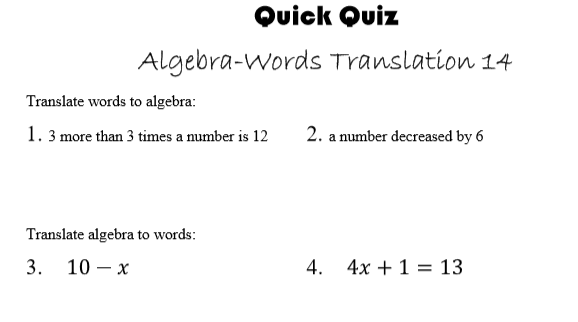 Quick Quiz
Algebra-Words Translation 14
Translate words to algebra:
1. 3 more than 3 times a number is 12 2. a number decreased by 6
Translate algebra to words:
3. 10 − x 4. 4x + 1 = 13